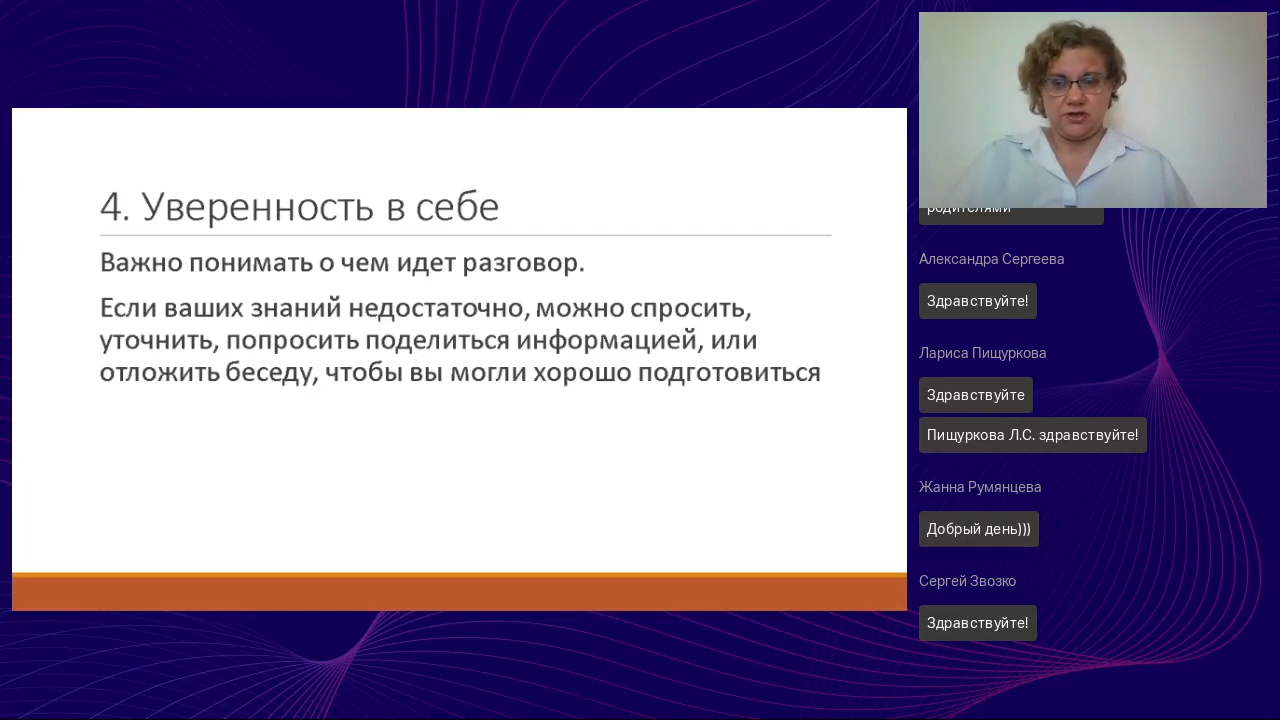 4. Уверенность в себе
Важно понимать о чем идет разговор.
Если ваших знаний недостаточно, можно спросить,
уточнить, попросить поделиться информацией, или
отложить беседу, чтобы вы могли хорошо подготовиться
родителями
Александра Сергеева
Здравствуйте!
Лариса Пищуркова
Здравствуйте
Пищуркова Л.С. здравствуйте!
Жанна Румянцева
Добрый день)))
Сергей Звозко
Здравствуйте!